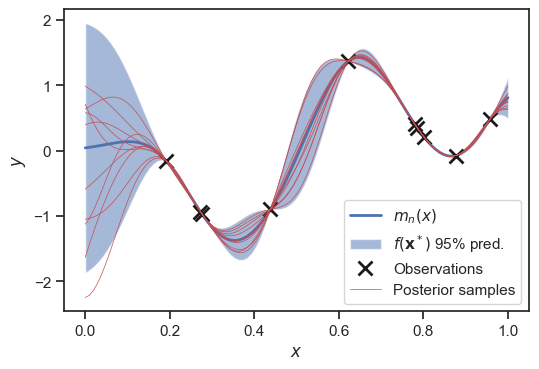 2
1
0
−1
−2
y
0.0 0.2 0.4 0.6 0.8 1.0
x
mₙ(x)
f(𝐱*) 95% pred.
Observations
Posterior samples